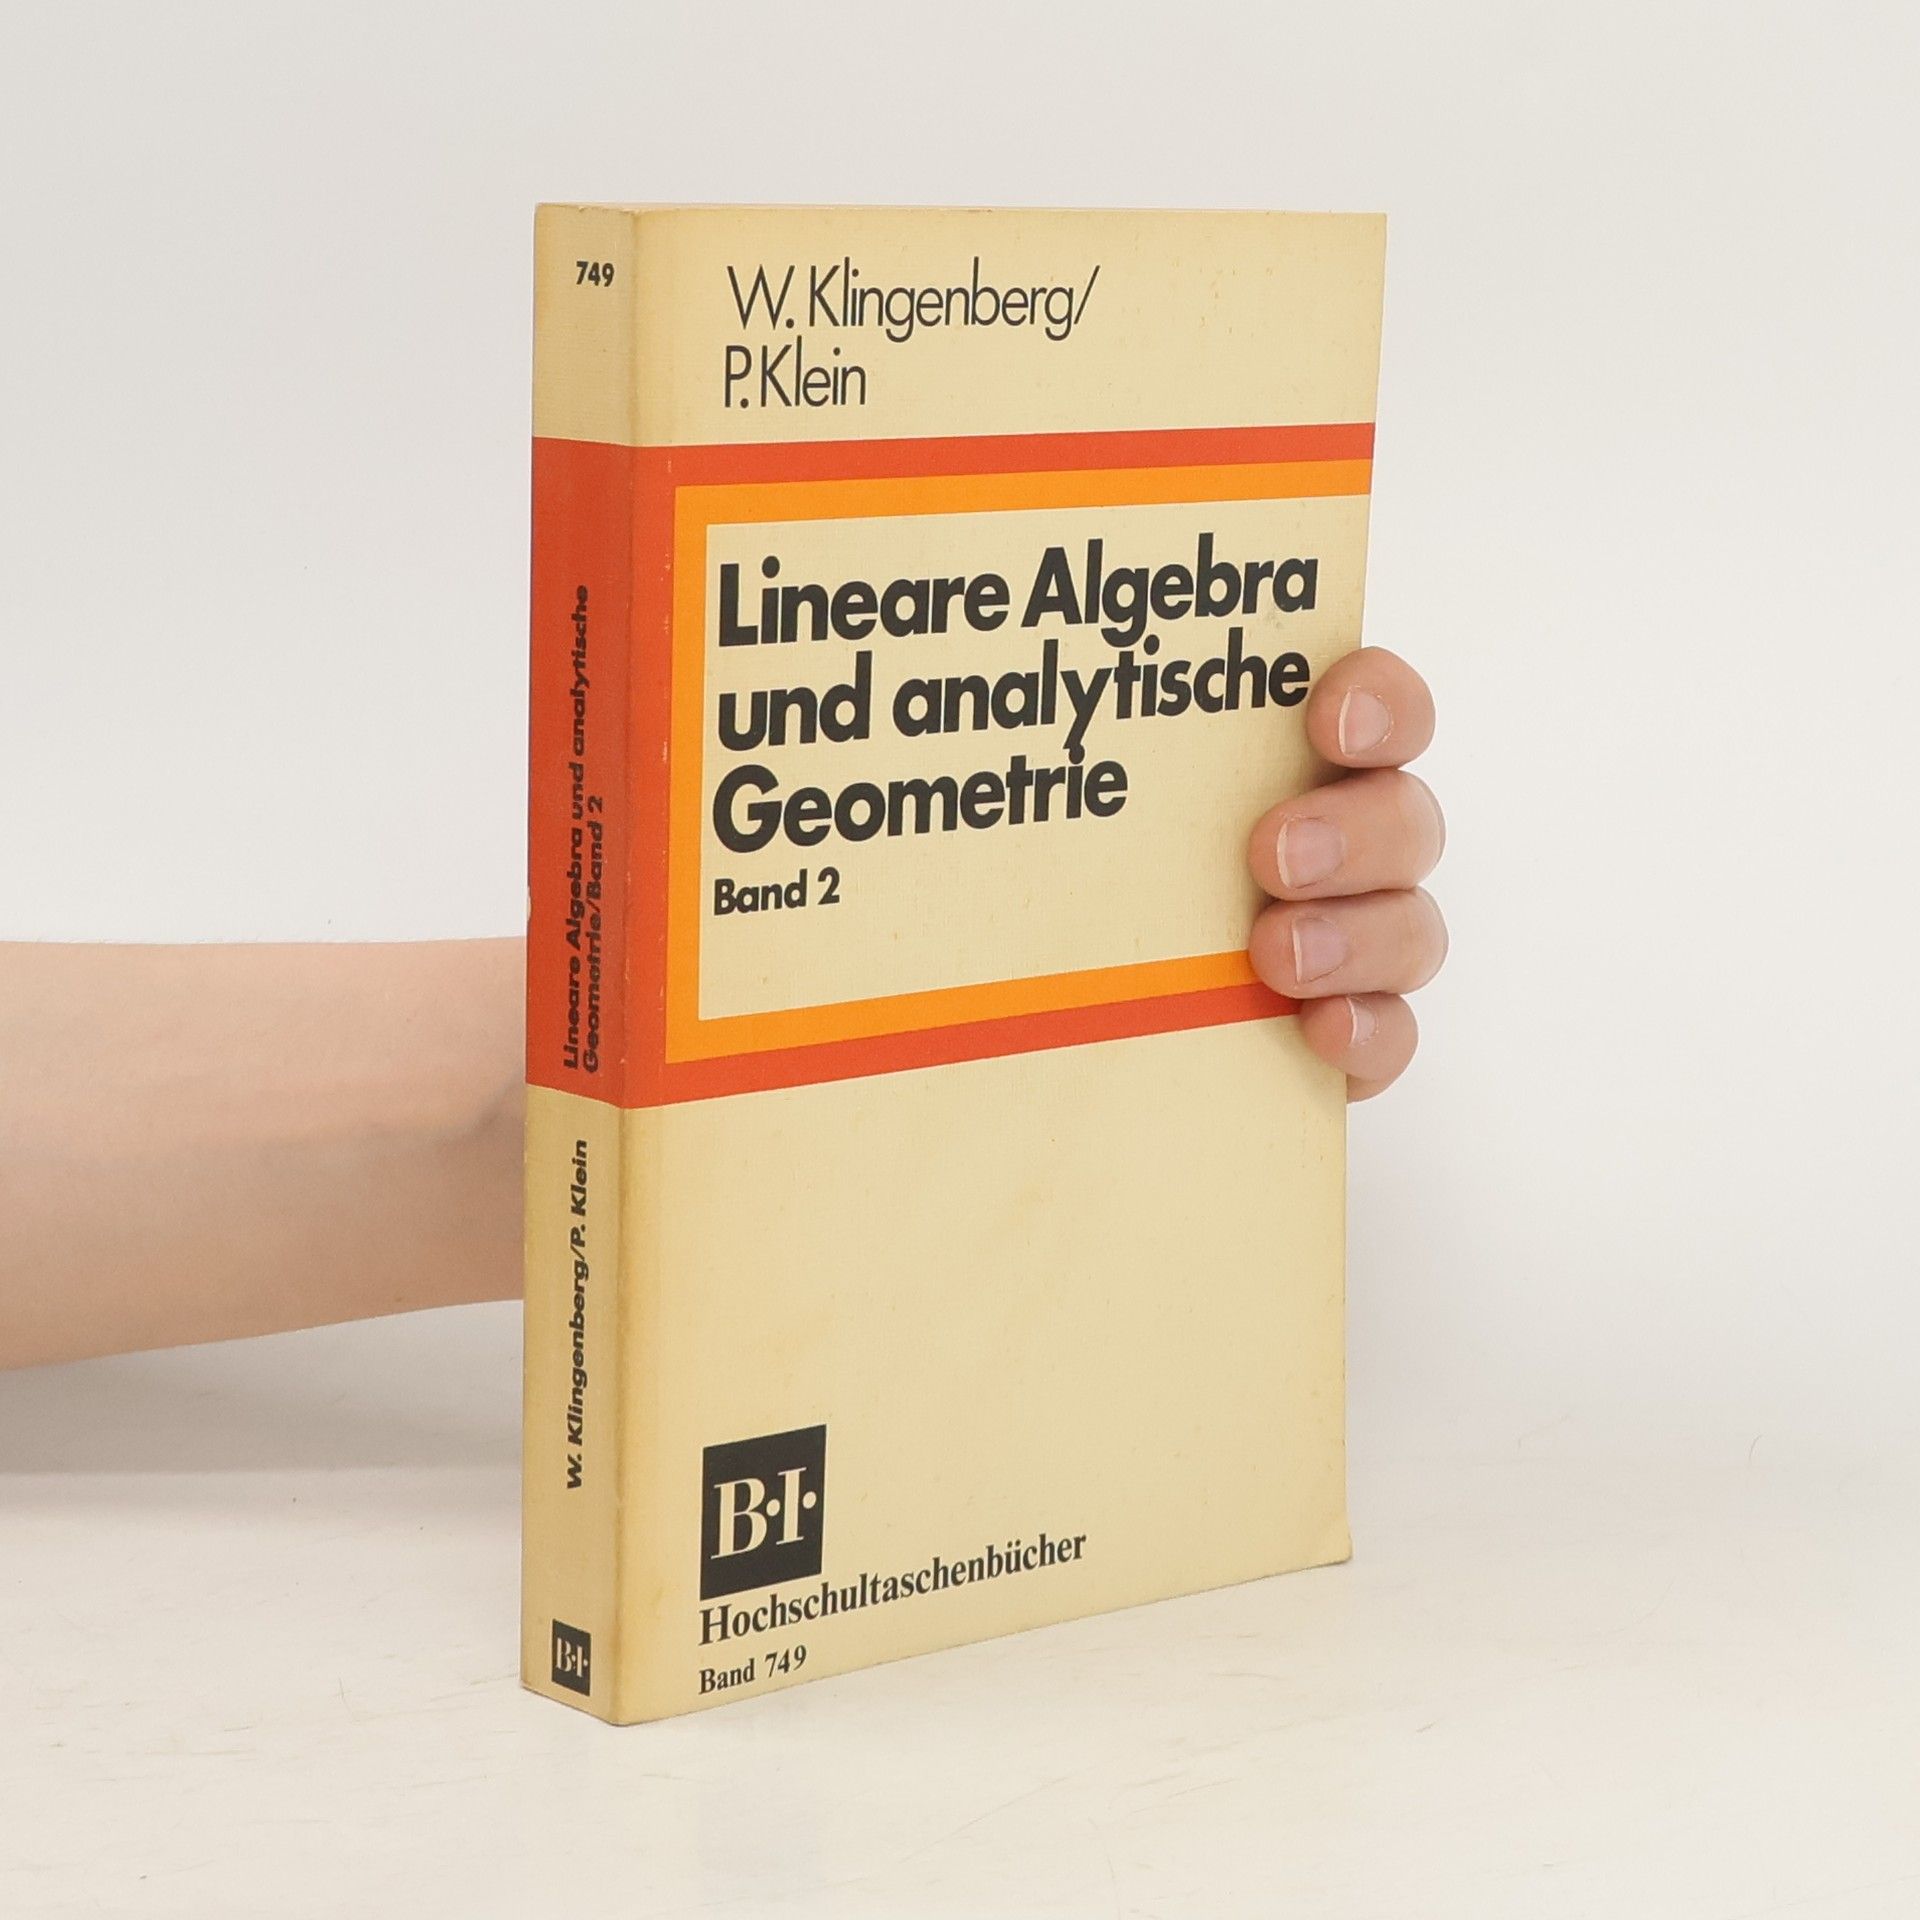 749
Lineare Algebra und analytische
Geometrie/Band 2
W. Klingenberg/P. Klein
B·I·
W. Klingenberg/
P. Klein
Lineare Algebra
und analytische
Geometrie
Band 2
B·I·
Hochschultaschenbücher
Band 749